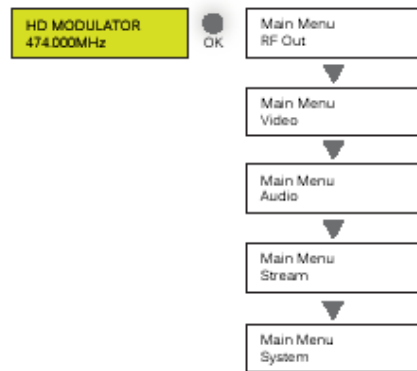 HD MODULATOR
474.000MHz
OK
Main Menu
RF Out
Main Menu
Video
Main Menu
Audio
Main Menu
Stream
Main Menu
System